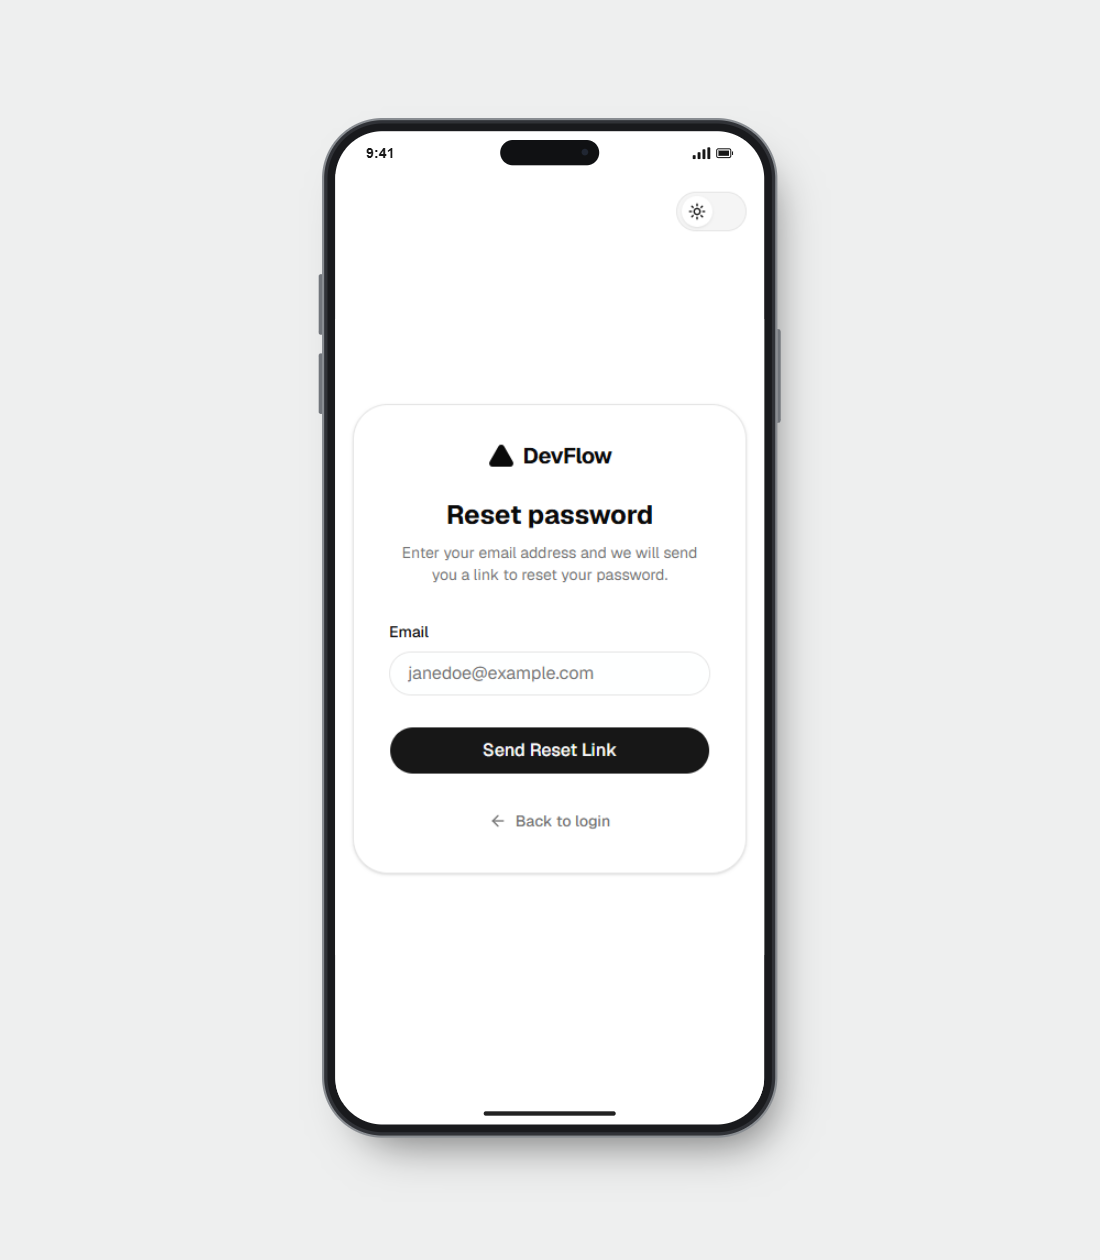 9:41
DevFlow
Reset password
Enter your email address and we will send
you a link to reset your password.
Email
janedoe@example.com
Send Reset Link
Back to login